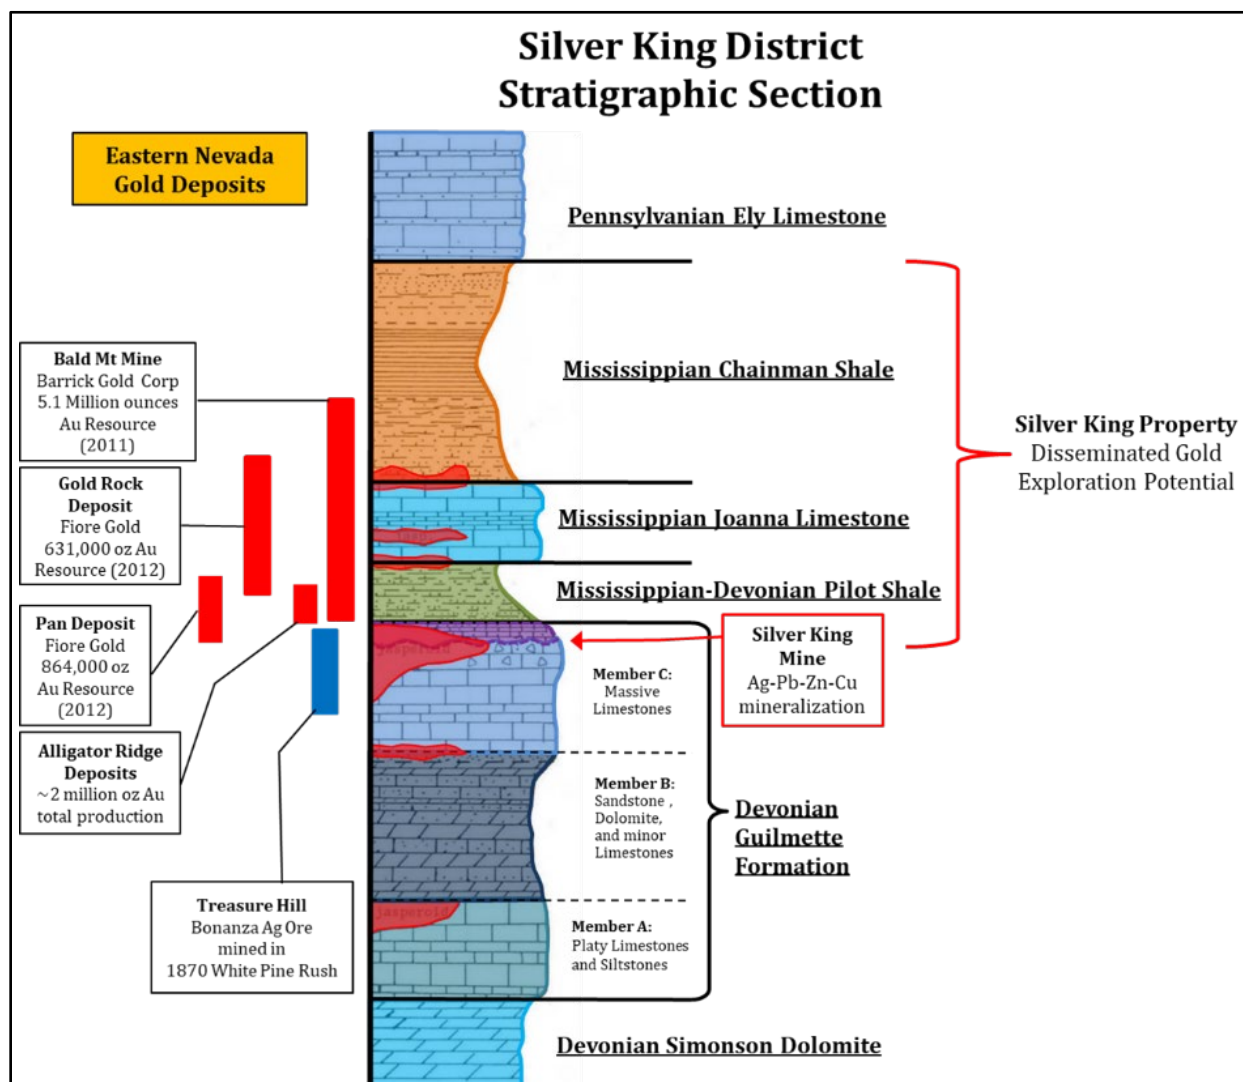 Silver King District
Stratigraphic Section
Eastern Nevada
Gold Deposits
Pennsylvanian Ely Limestone
Bald Mt Mine
Barrick Gold Corp
5.1 Million ounces
Au Resource
(2011)
Mississippian Chainman Shale
Silver King Property
Disseminated Gold
Exploration Potential
Gold Rock
Deposit
Fiore Gold
631,000 oz Au
Resource (2012)
Mississippian Joanna Limestone
Mississippian-Devonian Pilot Shale
Pan Deposit
Fiore Gold
864,000 oz
Au Resource
(2012)
jasperoid
Silver King
Mine
Ag-Pb-Zn-Cu
mineralization
Member C:
Massive
Limestones
Alligator Ridge
Deposits
~2 million oz Au
total production
Member B:
Sandstone ,
Dolomite,
and minor
Limestones
Devonian
Guilmette
Formation
Treasure Hill
Bonanza Ag Ore
mined in
1870 White Pine Rush
jasperoid
Member A:
Platy Limestones
and Siltstones
Devonian Simonson Dolomite